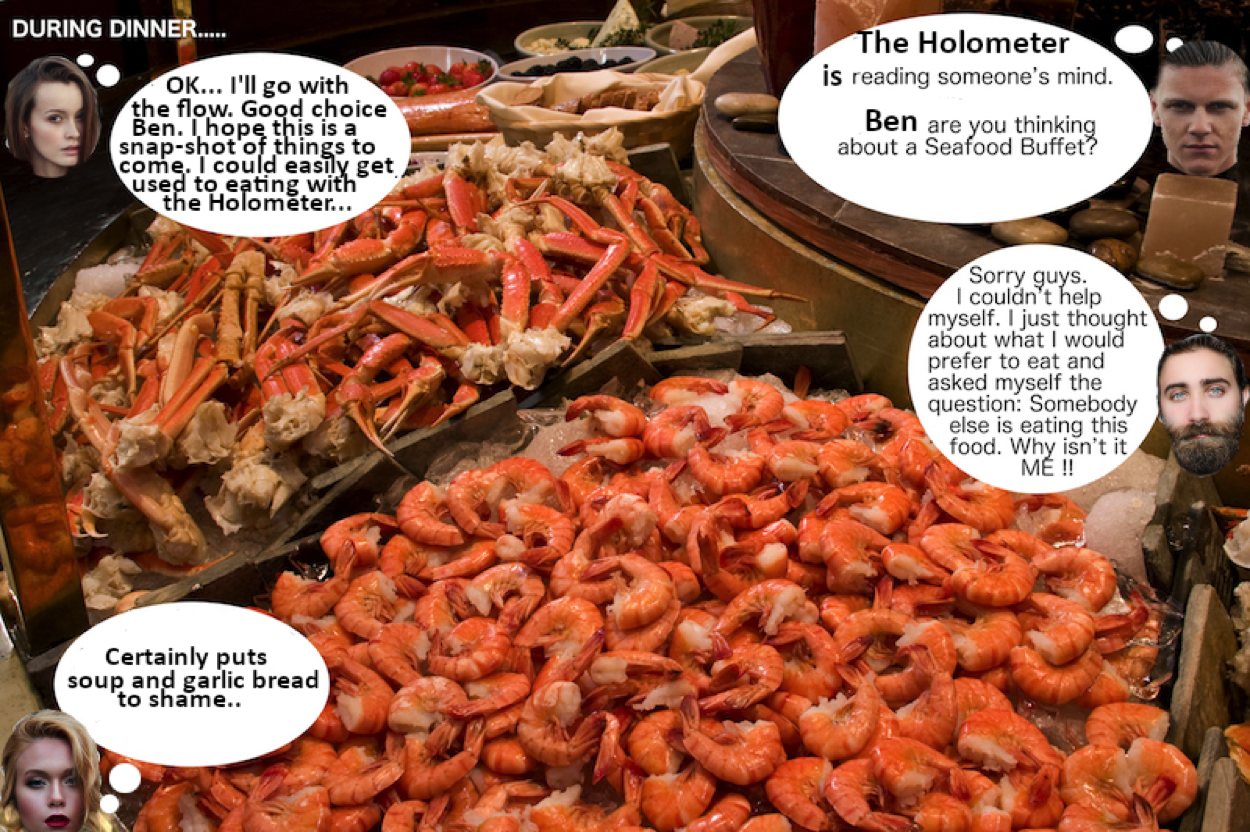 DURING DINNER.....
OK... I'll go with
the flow. Good choice
Ben. I hope this is a
snap-shot of things to
come. I could easily get
used to eating with
the Holometer...
The Holometer
is reading someone's mind.
Ben are you thinking
about a Seafood Buffet?
Sorry guys.
I couldn't help
myself. I just thought
about what I would
prefer to eat and
asked myself the
question: Somebody
else is eating this
food. Why isn't it
ME !!
Certainly puts
soup and garlic bread
to shame..